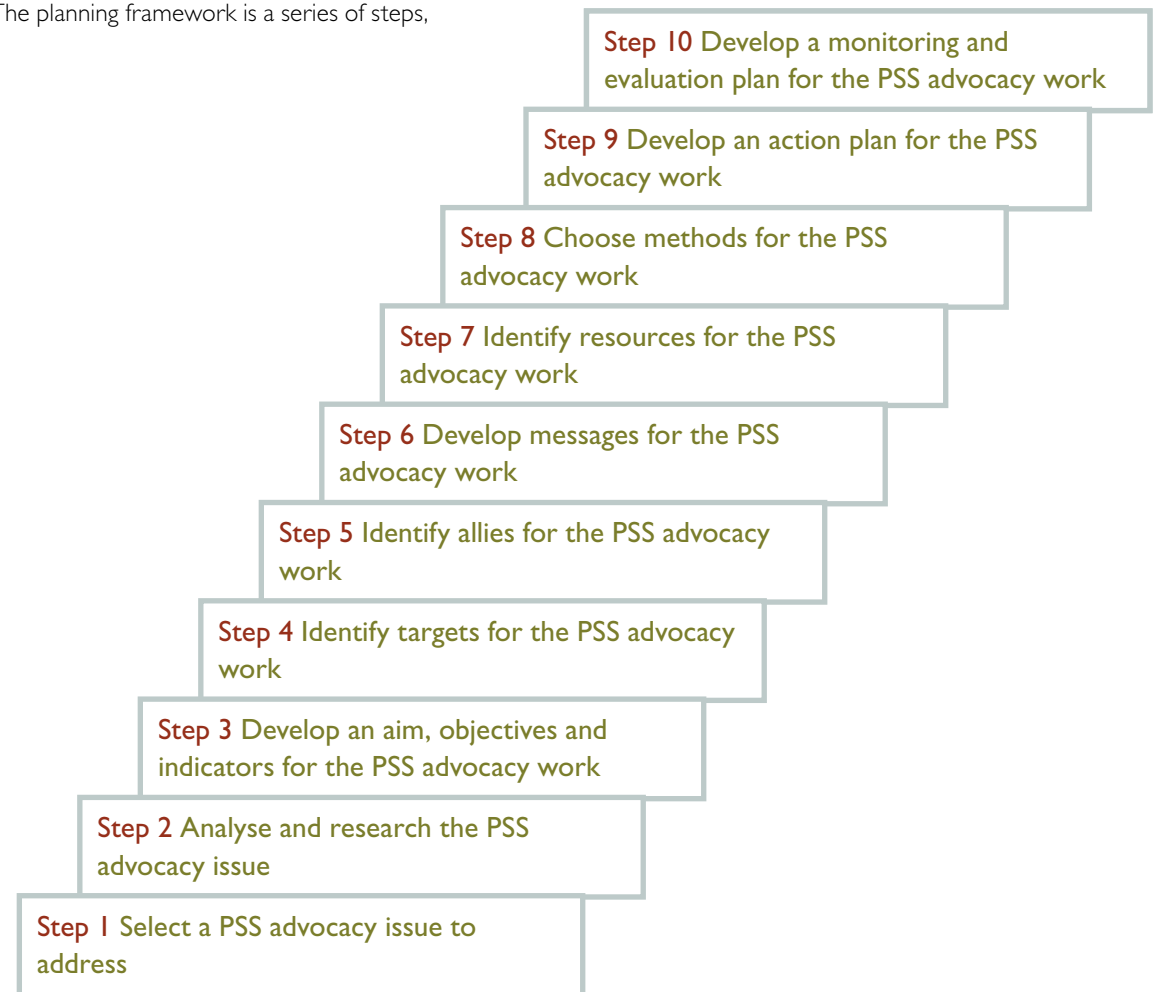 The planning framework is a series of steps,
Step 10 Develop a monitoring and
evaluation plan for the PSS advocacy work
Step 9 Develop an action plan for the PSS
advocacy work
Step 8 Choose methods for the PSS
advocacy work
Step 7 Identify resources for the PSS
advocacy work
Step 6 Develop messages for the PSS
advocacy work
Step 5 Identify allies for the PSS advocacy
work
Step 4 Identify targets for the PSS advocacy
work
Step 3 Develop an aim, objectives and
indicators for the PSS advocacy work
Step 2 Analyse and research the PSS
advocacy issue
Step 1 Select a PSS advocacy issue to
address